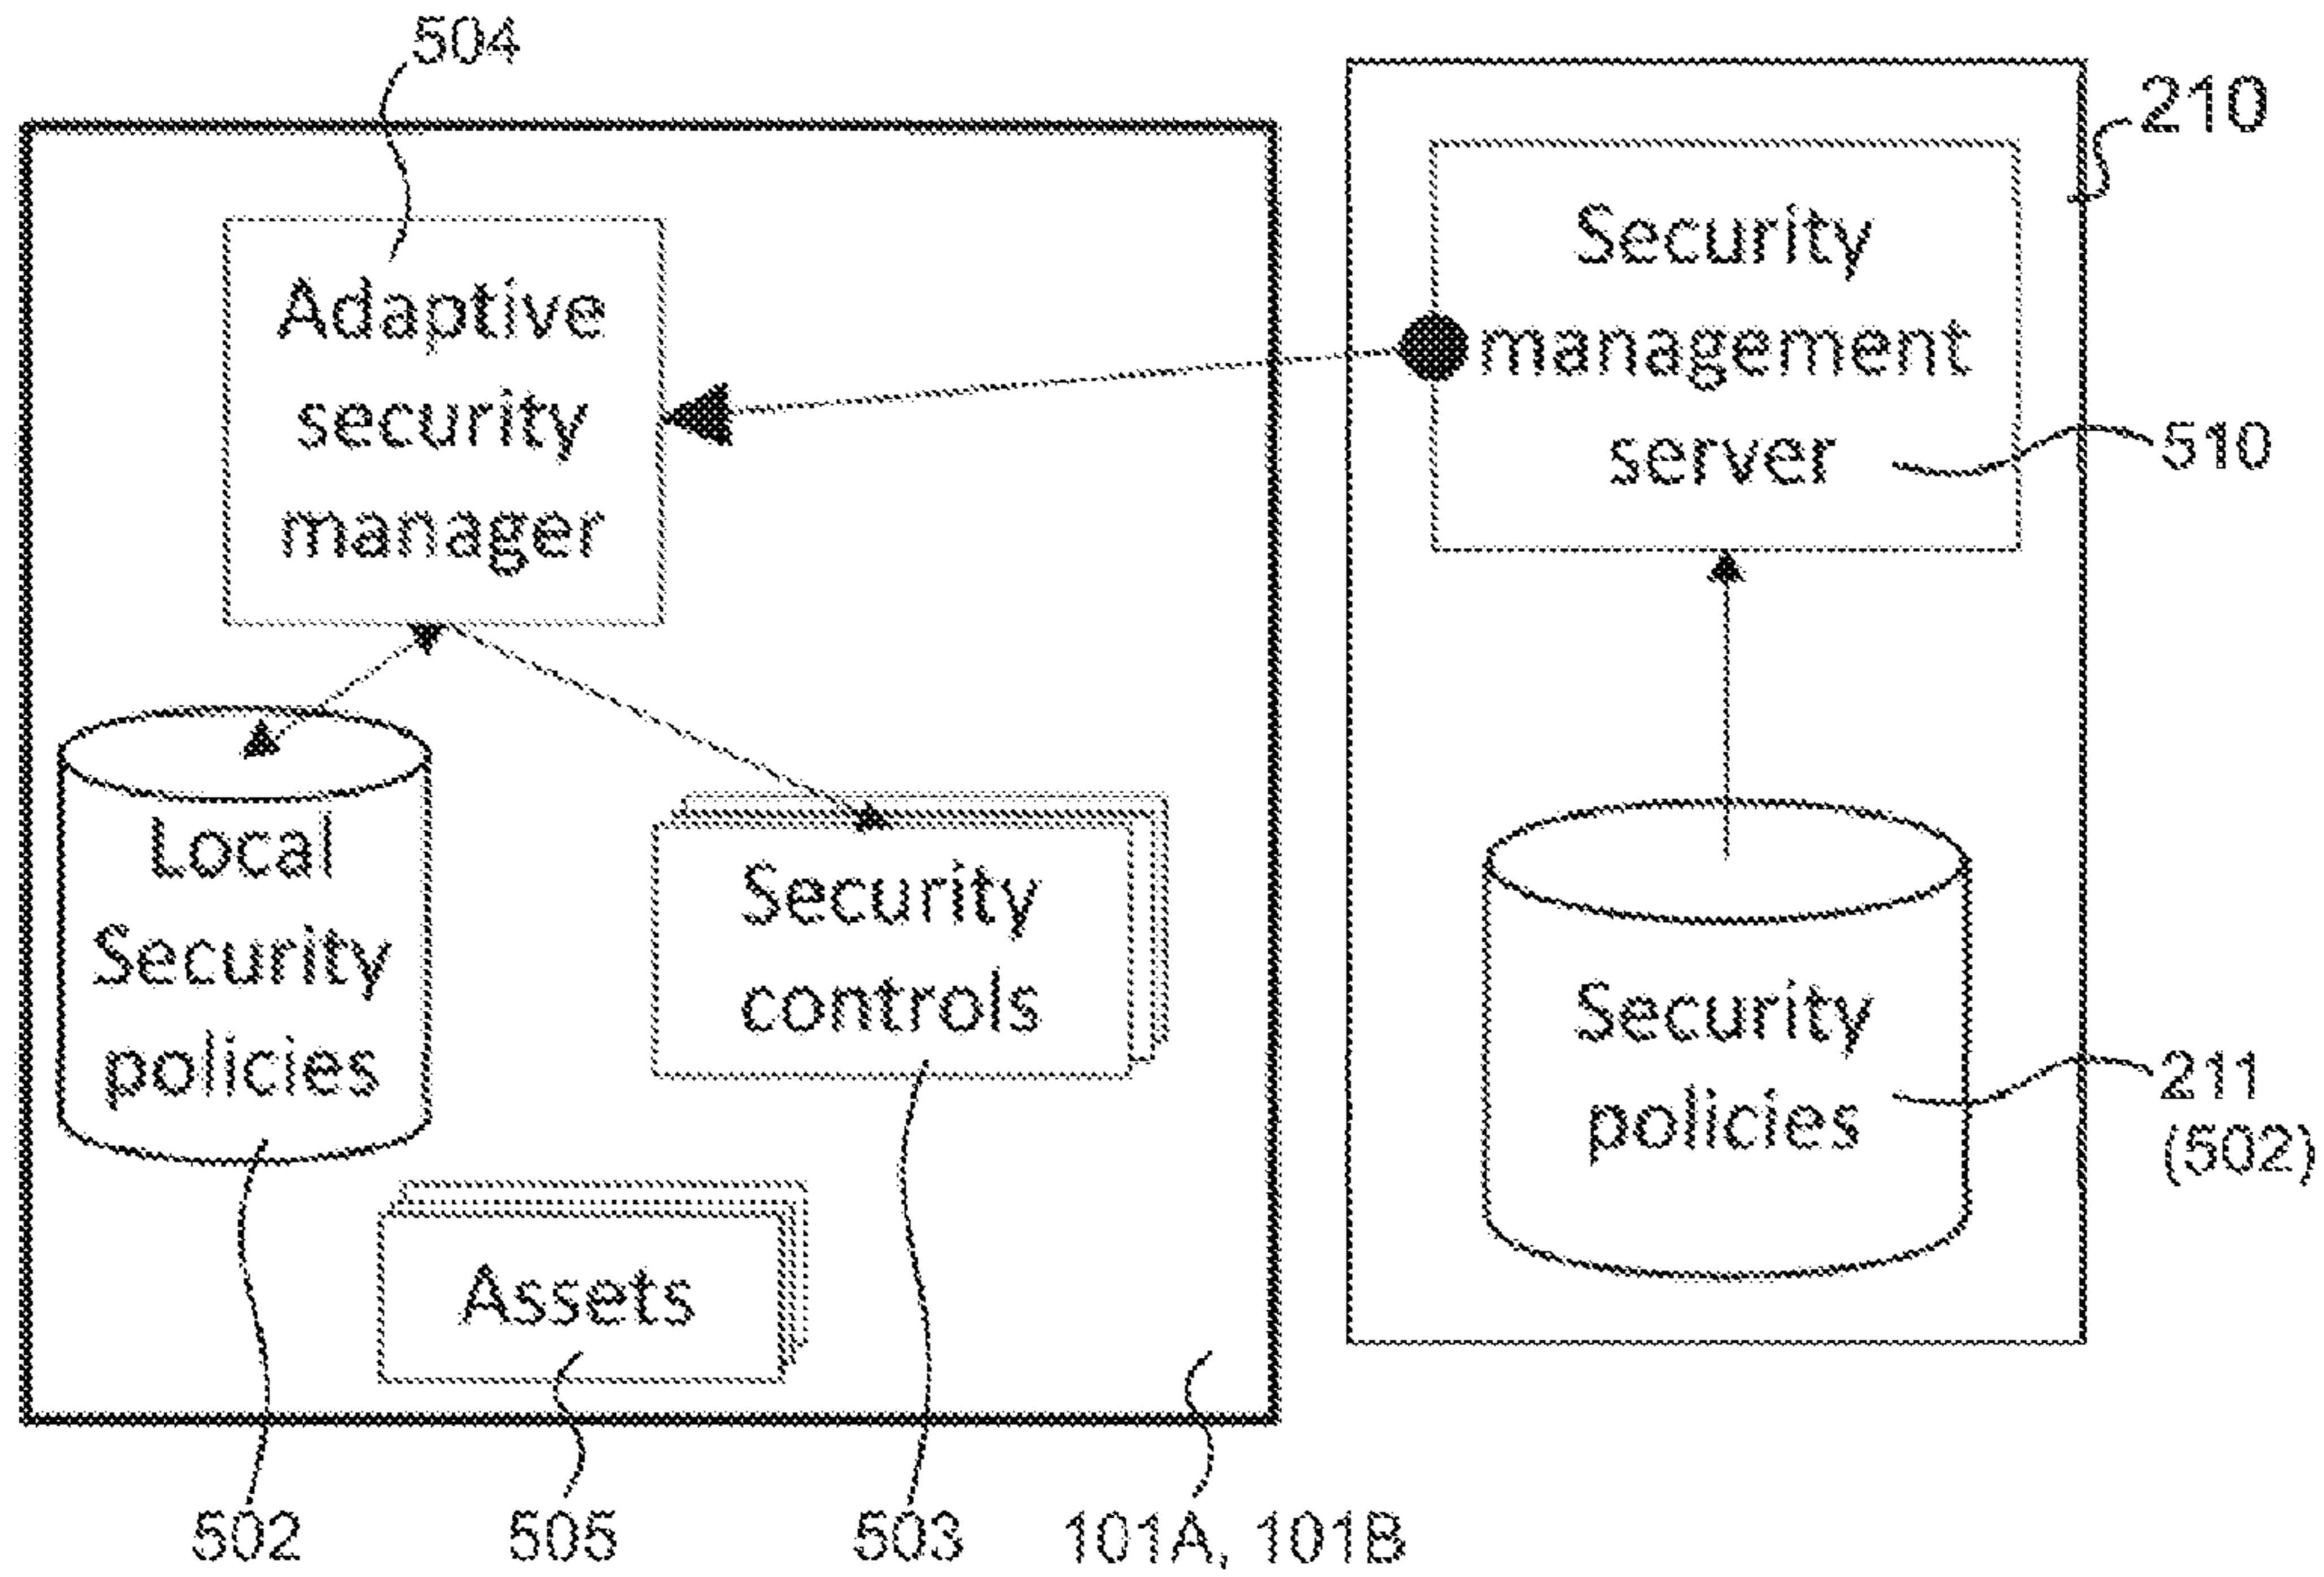 504
210
Adaptive
security
manager
Security
management
server
510
Local
Security
policies
Security
controls
Security
policies
211
(502)
Assets
502
505
503
101A, 101B